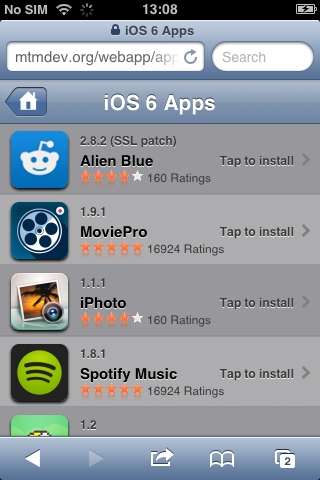 No SIM 13:08
iOS 6 Apps
mtmdev.org/webapp/app Search
iOS 6 Apps
2.8.2 (SSL patch)
Alien Blue Tap to install
160 Ratings
1.9.1
MoviePro Tap to install
16924 Ratings
1.1.1
iPhoto Tap to install
160 Ratings
1.8.1
Spotify Music Tap to install
16924 Ratings
1.2
2